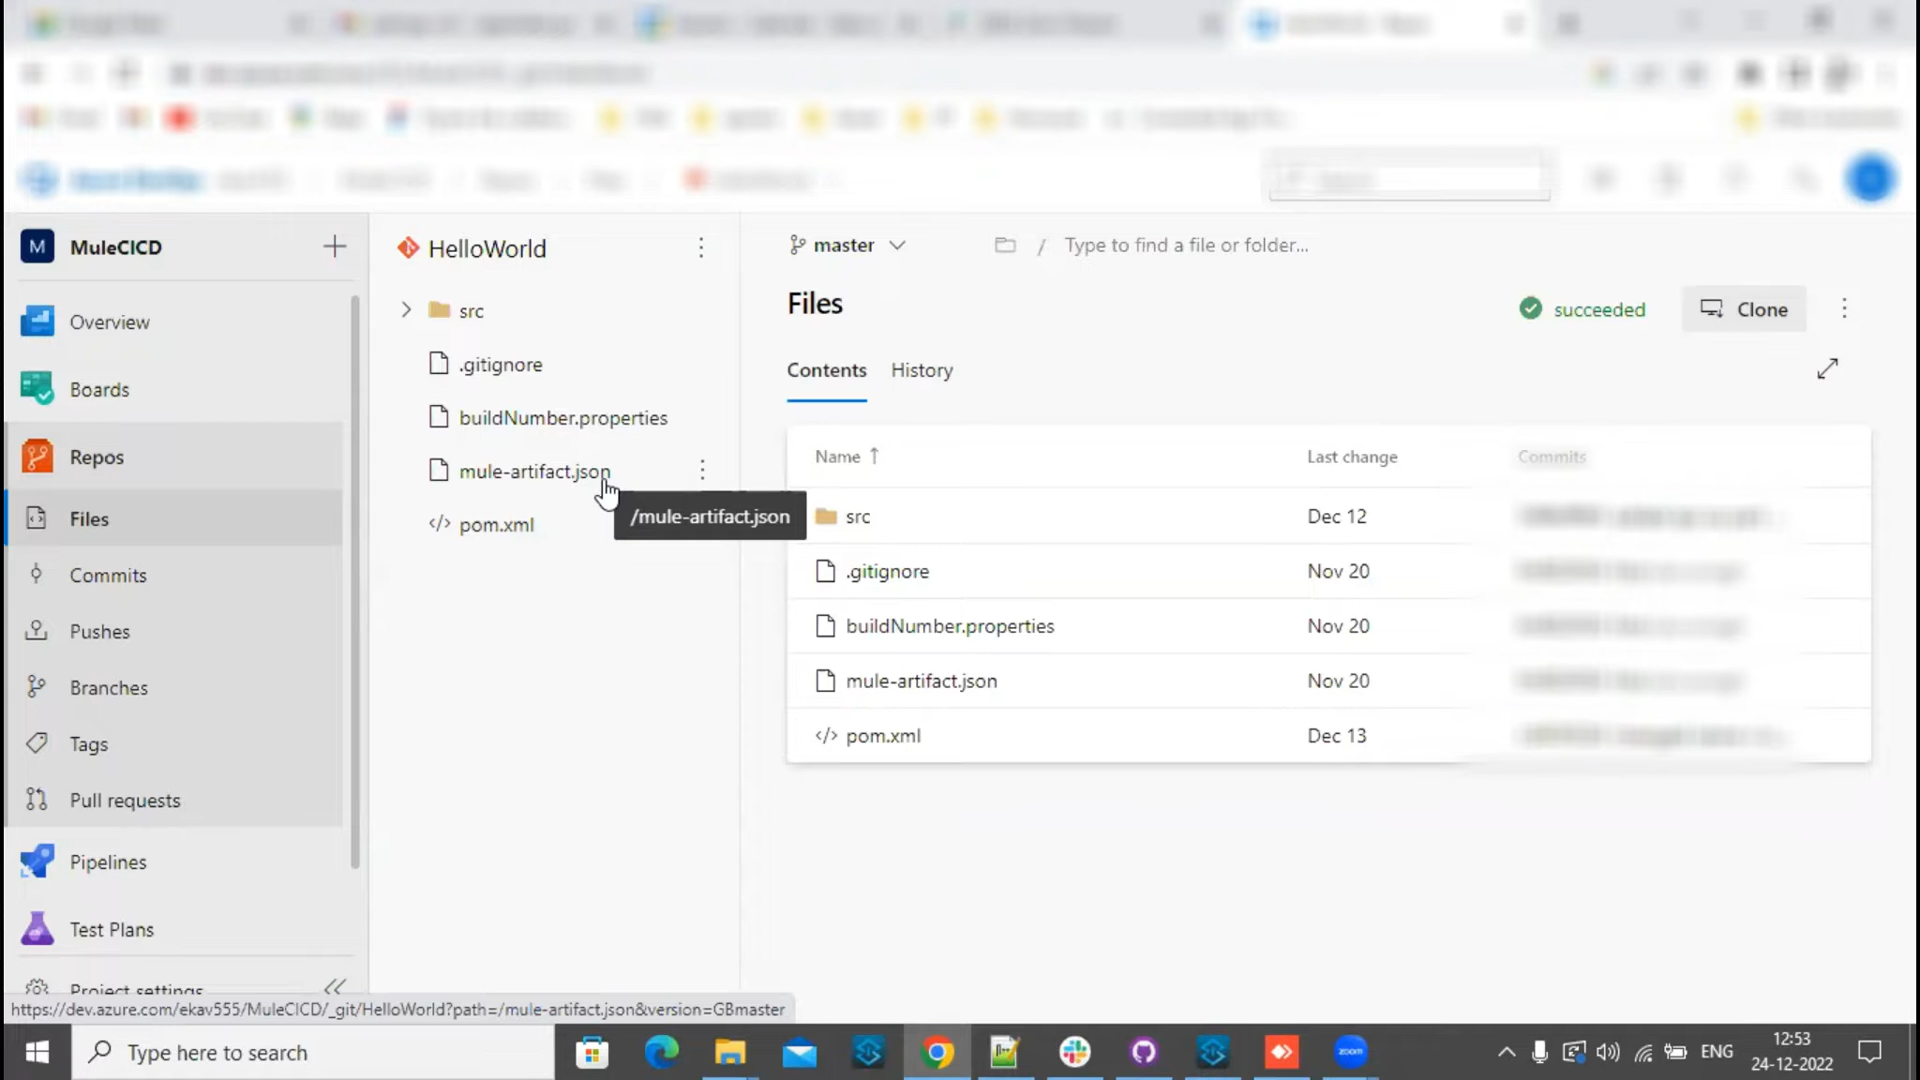 M MuleCICD
Overview
Boards
Repos
Files
Commits
Pushes
Branches
Tags
Pull requests
Pipelines
Test Plans
Project settings
HelloWorld
src
.gitignore
buildNumber.properties
mule-artifact.json
pom.xml
/mule-artifact.json
master / Type to find a file or folder...
Files
succeeded Clone
Contents History
Name ↑ Last change Commits
src Dec 12
.gitignore Nov 20
buildNumber.properties Nov 20
mule-artifact.json Nov 20
</> pom.xml Dec 13
https://dev.azure.com/ekav555/MuleCICD/_git/HelloWorld?path=/mule-artifact.json&version=GBmaster
Type here to search
zoom
ENG
12:53
24-12-2022